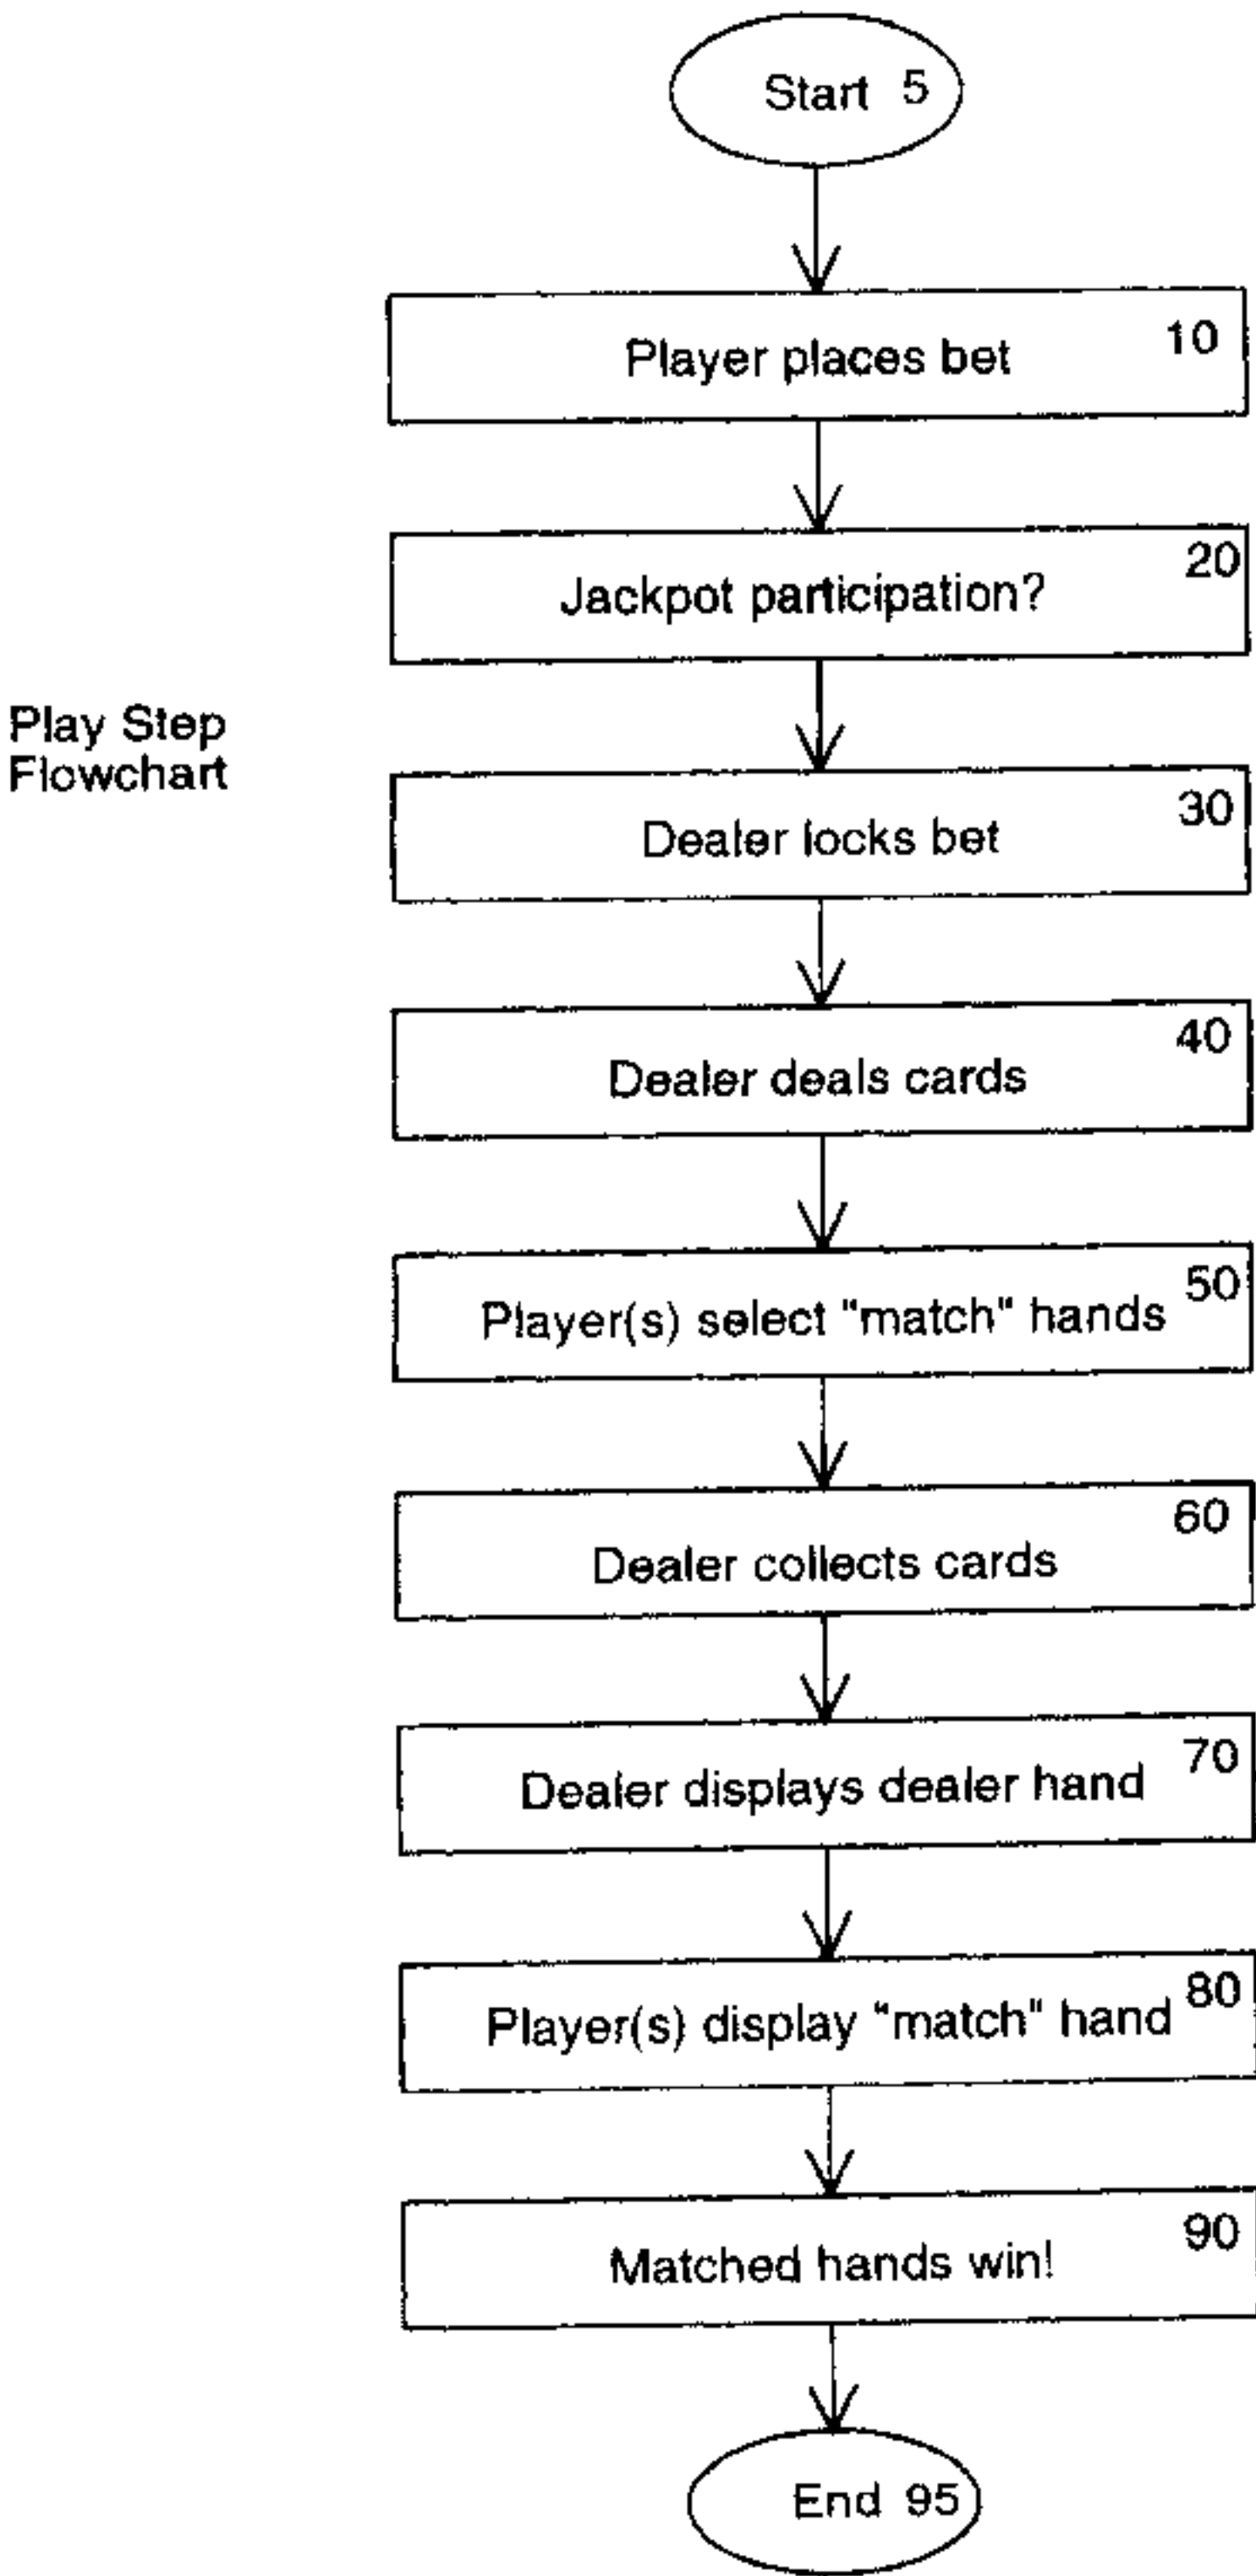 Start 5
Player places bet 10
Jackpot participation? 20
Play Step
Flowchart
Dealer locks bet 30
Dealer deals cards 40
Player(s) select "match" hands 50
Dealer collects cards 60
Dealer displays dealer hand 70
Player(s) display "match" hand 80
Matched hands win! 90
End 95